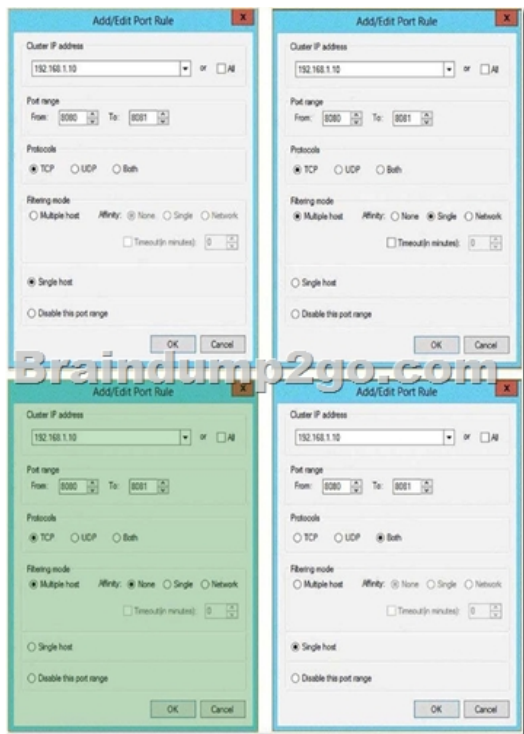 Add/Edit Port Rule
x
Cluster IP address
192.168.1.10
or
All
Port range
From: 8080 To: 8081
Protocols
TCP UDP Both
Filtering mode
Multiple host Affinity: None Single Network
Timeout(in minutes): 0
Single host
Disable this port range
OK Cancel
Add/Edit Port Rule
x
Cluster IP address
192.168.1.10
or
All
Port range
From: 8080 To: 8081
Protocols
TCP UDP Both
Filtering mode
Multiple host Affinity: None Single Network
Timeout(in minutes): 0
Single host
Disable this port range
OK Cancel
Braindump2go.com
Add/Edit Port Rule
x
Cluster IP address
192.168.1.10
or
All
Port range
From: 8080 To: 8081
Protocols
TCP UDP Both
Filtering mode
Multiple host Affinity: None Single Network
Timeout(in minutes): 0
Single host
Disable this port range
OK Cancel
Add/Edit Port Rule
x
Cluster IP address
192.168.1.10
or
All
Port range
From: 8080 To: 8081
Protocols
TCP UDP Both
Filtering mode
Multiple host Affinity: None Single Network
Timeout(in minutes): 0
Single host
Disable this port range
OK Cancel